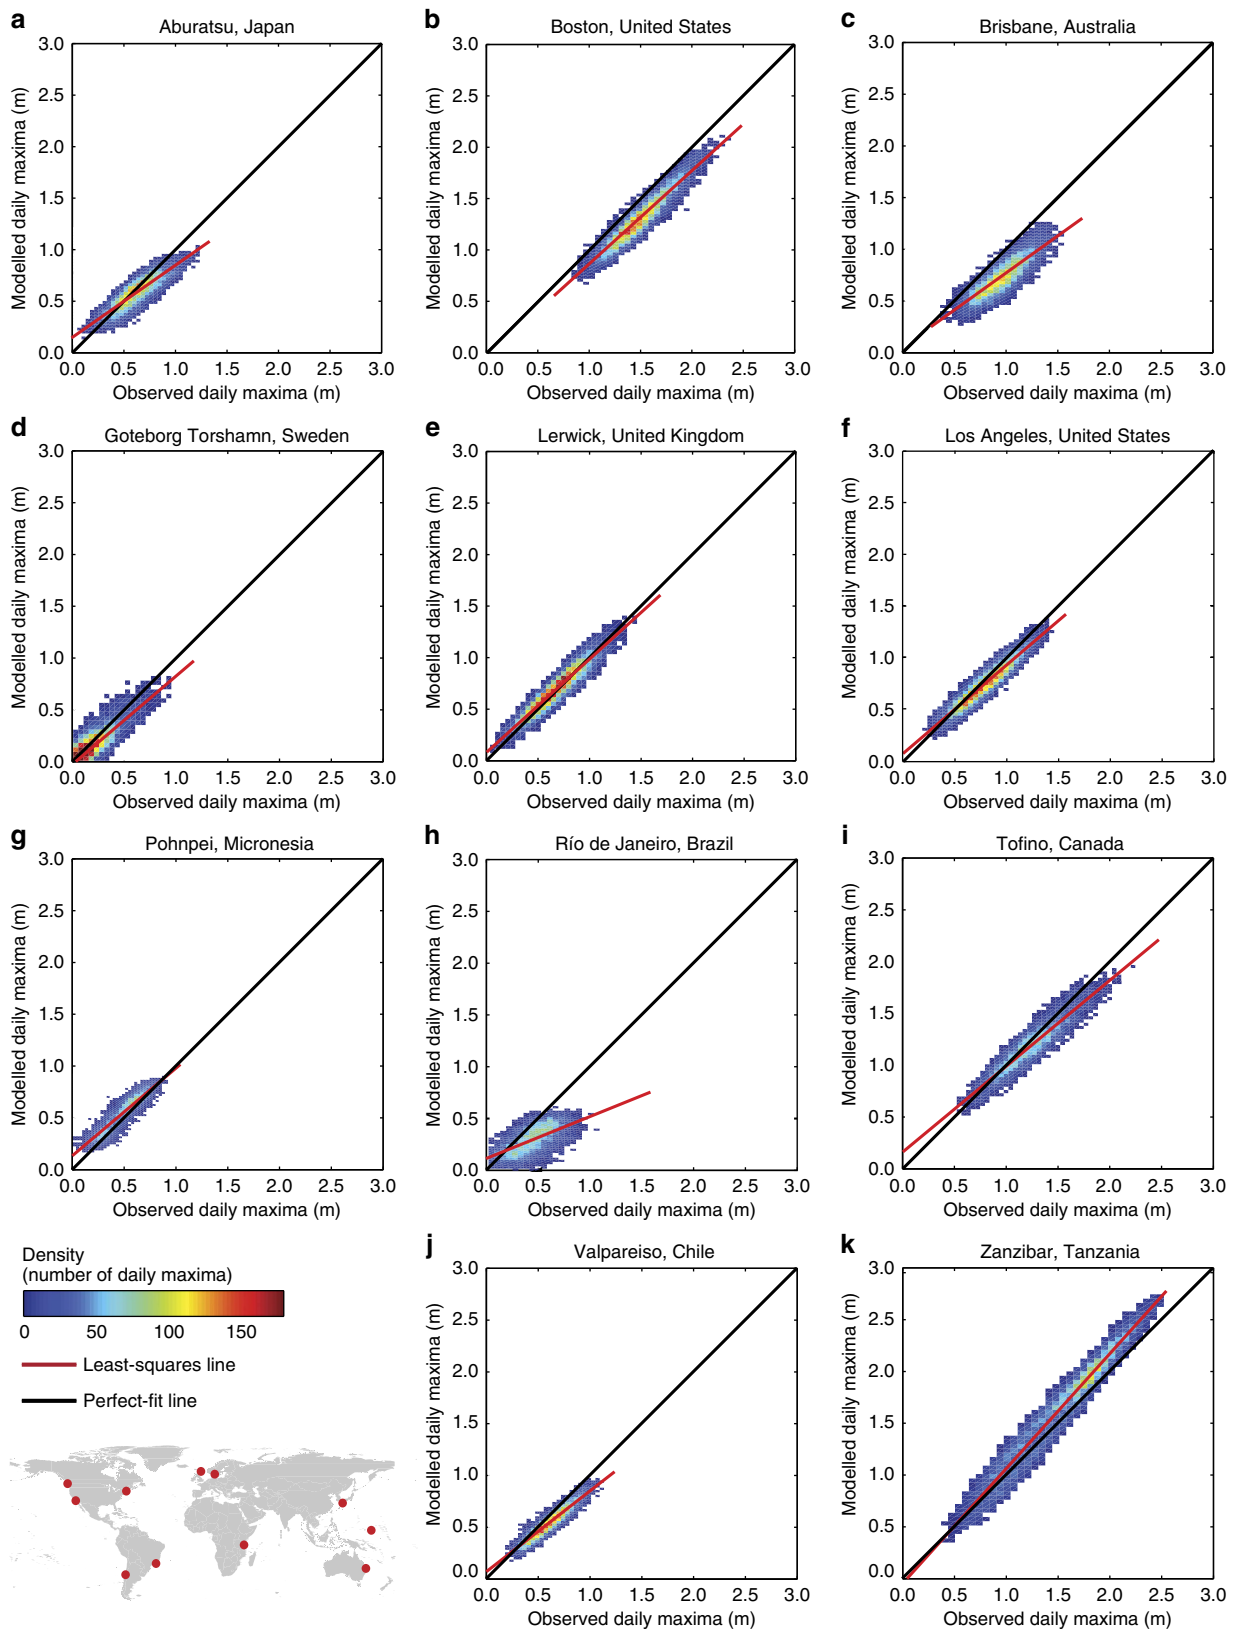 a
Aburatsu, Japan
3.0
2.5
2.0
1.5
1.0
0.5
0.0
Modelled daily maxima (m)
0.0 0.5 1.0 1.5 2.0 2.5 3.0
Observed daily maxima (m)
b
Boston, United States
3.0
2.5
2.0
1.5
1.0
0.5
0.0
Modelled daily maxima (m)
0.0 0.5 1.0 1.5 2.0 2.5 3.0
Observed daily maxima (m)
c
Brisbane, Australia
3.0
2.5
2.0
1.5
1.0
0.5
0.0
Modelled daily maxima (m)
0.0 0.5 1.0 1.5 2.0 2.5 3.0
Observed daily maxima (m)
d
Goteborg Torshamn, Sweden
3.0
2.5
2.0
1.5
1.0
0.5
0.0
Modelled daily maxima (m)
0.0 0.5 1.0 1.5 2.0 2.5 3.0
Observed daily maxima (m)
e
Lerwick, United Kingdom
3.0
2.5
2.0
1.5
1.0
0.5
0.0
Modelled daily maxima (m)
0.0 0.5 1.0 1.5 2.0 2.5 3.0
Observed daily maxima (m)
f
Los Angeles, United States
3.0
2.5
2.0
1.5
1.0
0.5
0.0
Modelled daily maxima (m)
0.0 0.5 1.0 1.5 2.0 2.5 3.0
Observed daily maxima (m)
g
Pohnpei, Micronesia
3.0
2.5
2.0
1.5
1.0
0.5
0.0
Modelled daily maxima (m)
0.0 0.5 1.0 1.5 2.0 2.5 3.0
Observed daily maxima (m)
h
Río de Janeiro, Brazil
3.0
2.5
2.0
1.5
1.0
0.5
0.0
Modelled daily maxima (m)
0.0 0.5 1.0 1.5 2.0 2.5 3.0
Observed daily maxima (m)
i
Tofino, Canada
3.0
2.5
2.0
1.5
1.0
0.5
0.0
Modelled daily maxima (m)
0.0 0.5 1.0 1.5 2.0 2.5 3.0
Observed daily maxima (m)
Density
(number of daily maxima)
0 50 100 150
Least-squares line
Perfect-fit line
j
Valpareiso, Chile
3.0
2.5
2.0
1.5
1.0
0.5
0.0
Modelled daily maxima (m)
0.0 0.5 1.0 1.5 2.0 2.5 3.0
Observed daily maxima (m)
k
Zanzibar, Tanzania
3.0
2.5
2.0
1.5
1.0
0.5
0.0
Modelled daily maxima (m)
0.0 0.5 1.0 1.5 2.0 2.5 3.0
Observed daily maxima (m)